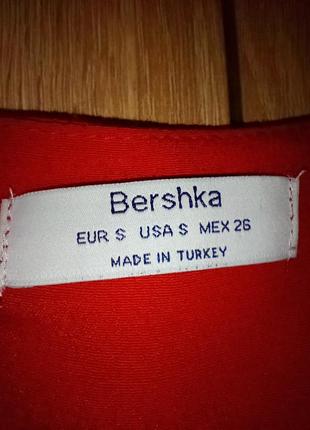 Bershka
EUR S USA S MEX 26
MADE IN TURKEY